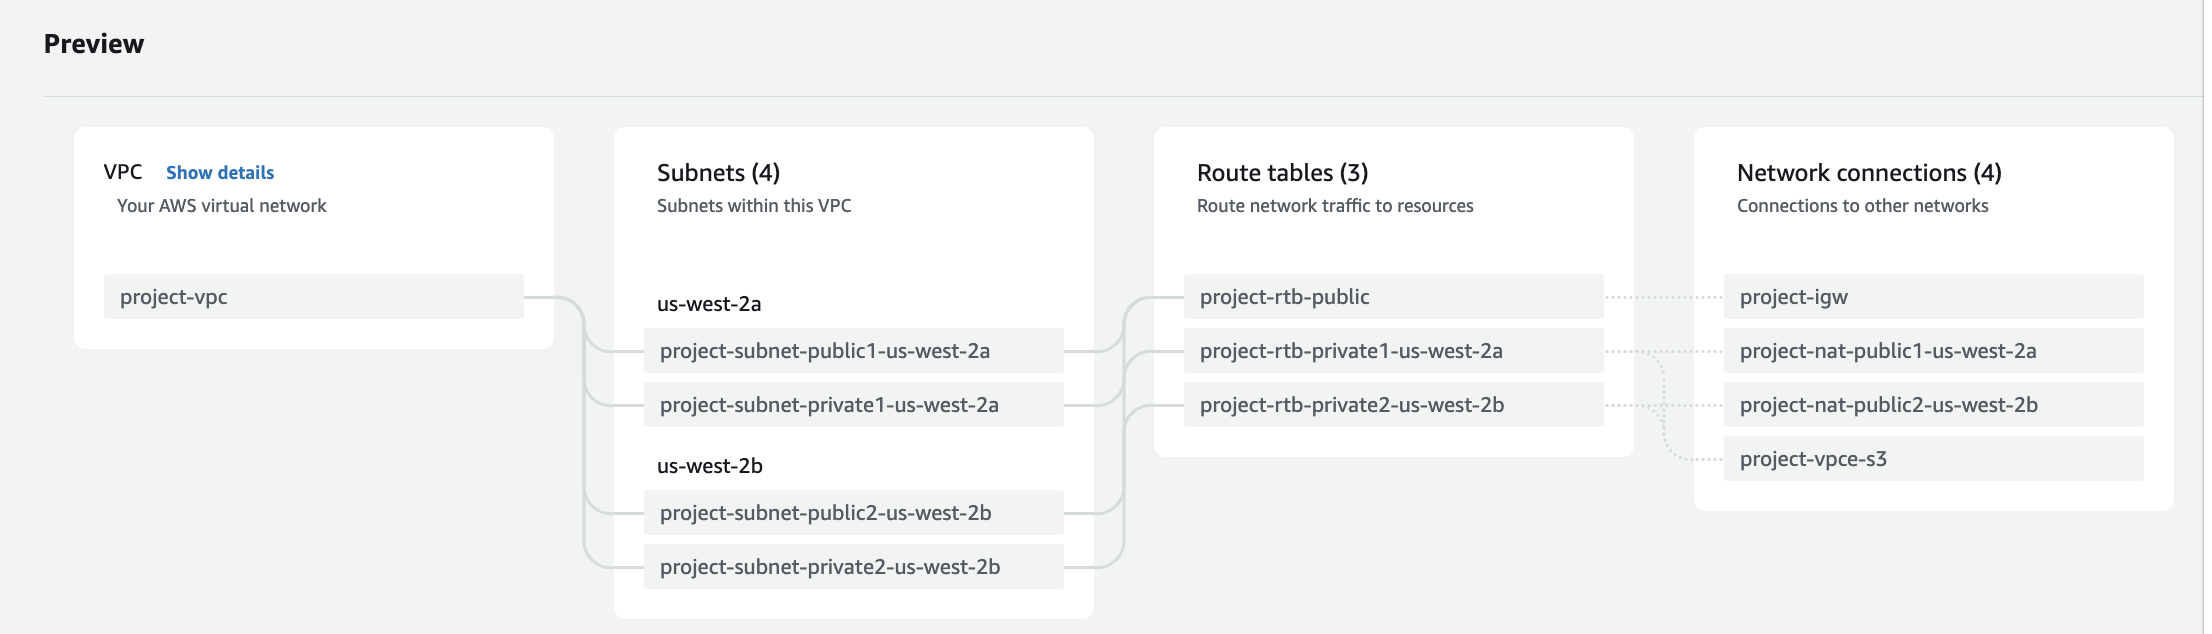 Preview
VPC Show details
Your AWS virtual network
project-vpc
Subnets (4)
Subnets within this VPC
us-west-2a
project-subnet-public1-us-west-2a
project-subnet-private1-us-west-2a
us-west-2b
project-subnet-public2-us-west-2b
project-subnet-private2-us-west-2b
Route tables (3)
Route network traffic to resources
project-rtb-public
project-rtb-private1-us-west-2a
project-rtb-private2-us-west-2b
Network connections (4)
Connections to other networks
project-igw
project-nat-public1-us-west-2a
project-nat-public2-us-west-2b
project-vpce-s3